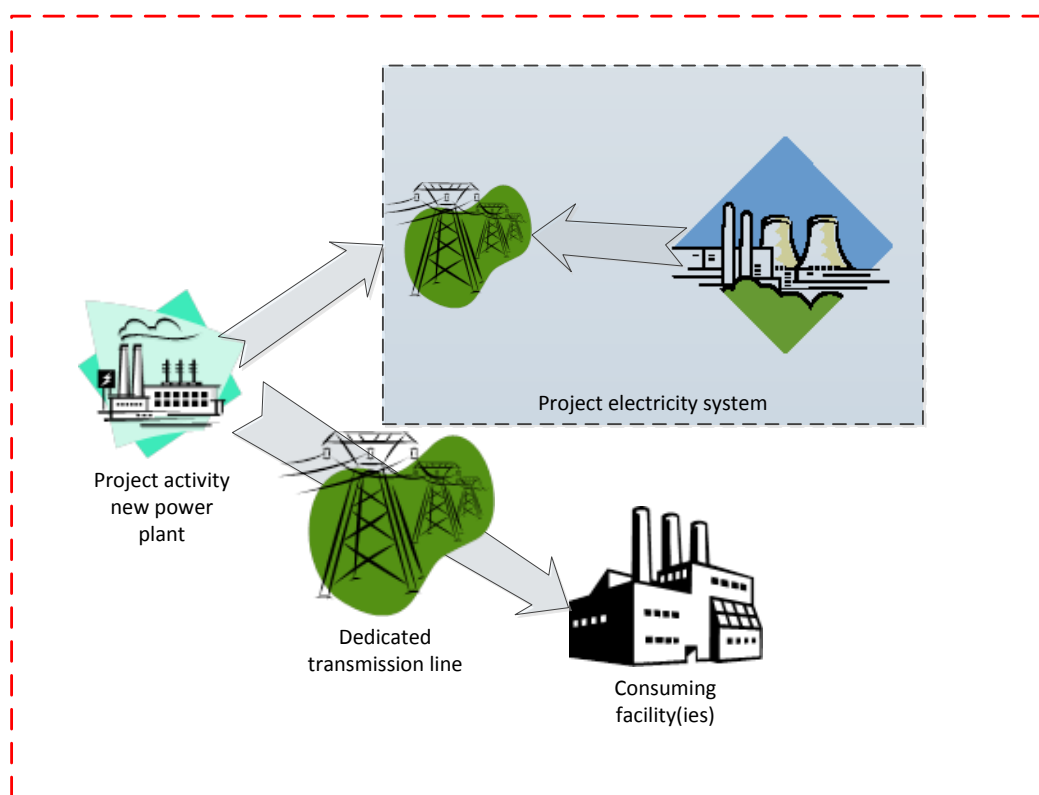 Project electricity system
Project activity
new power
plant
Dedicated
transmission line
Consuming
facility(ies)